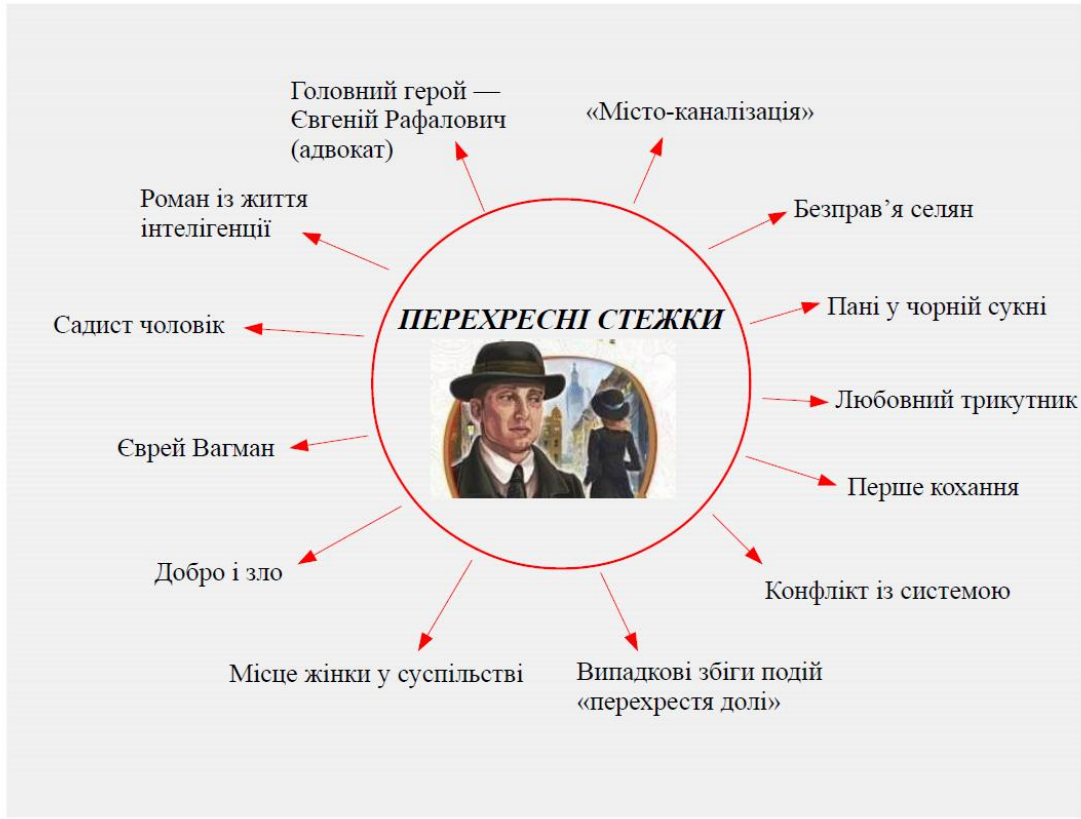 ПЕРЕХРЕСНІ СТЕЖКИ
Головний герой —
Євгеній Рафалович
(адвокат)
«Місто-каналізація»
Безправ’я селян
Пані у чорній сукні
Любовний трикутник
Перше кохання
Конфлікт із системою
Випадкові збіги подій
«перехрестя долі»
Місце жінки у суспільстві
Добро і зло
Єврей Вагман
Садист чоловік
Роман із життя
інтелігенції